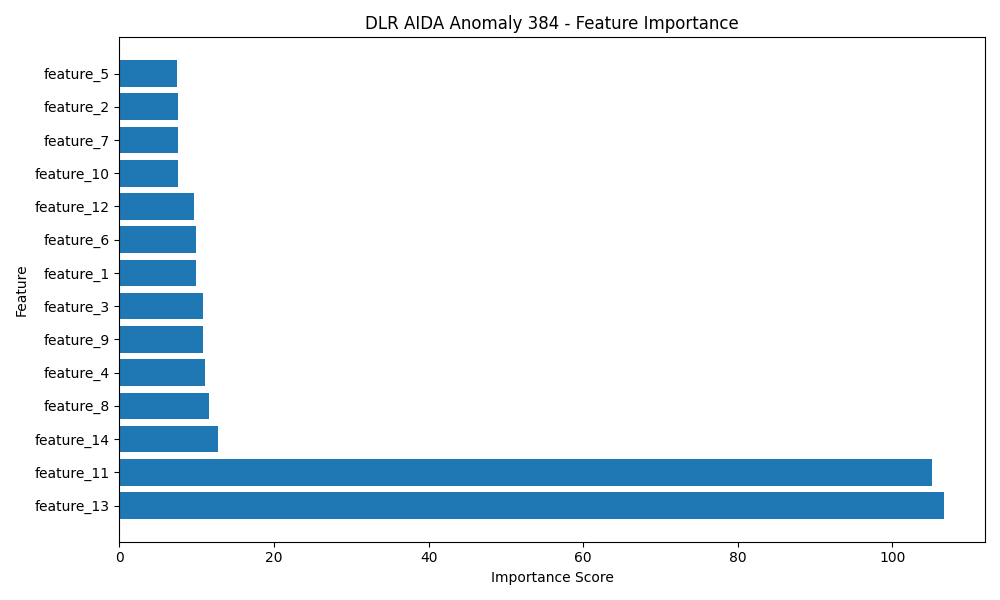 DLR AIDA Anomaly 384 - Feature Importance
feature_5
feature_2
feature_7
feature_10
feature_12
feature_6
feature_1
feature_3
feature_9
feature_4
feature_8
feature_14
feature_11
feature_13
Feature
0 20 40 60 80 100
Importance Score